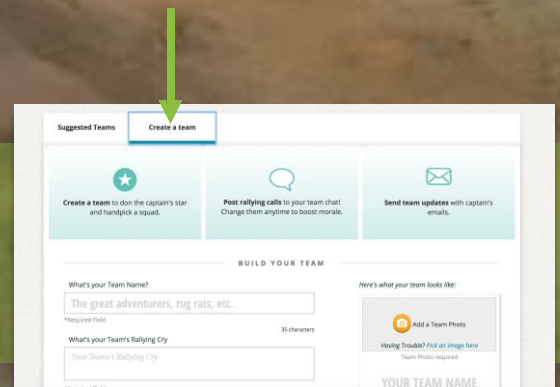 Suggested Teams
Create a team
Create a team to don the captain's star
and handpick a squad.
Post rallying calls to your team chat!
Change them anytime to boost morale.
Send team updates with captain's
emails.
BUILD YOUR TEAM
What's your Team Name?
The great adventurers, rug rats, etc.
*Required Field
35 characters
What's your Team's Rallying Cry
Your Teams's Rallying Cry
Here's what your team looks like:
Add a Team Photo
Having Trouble? Pick an image here
Team Photo required
YOUR TEAM NAME